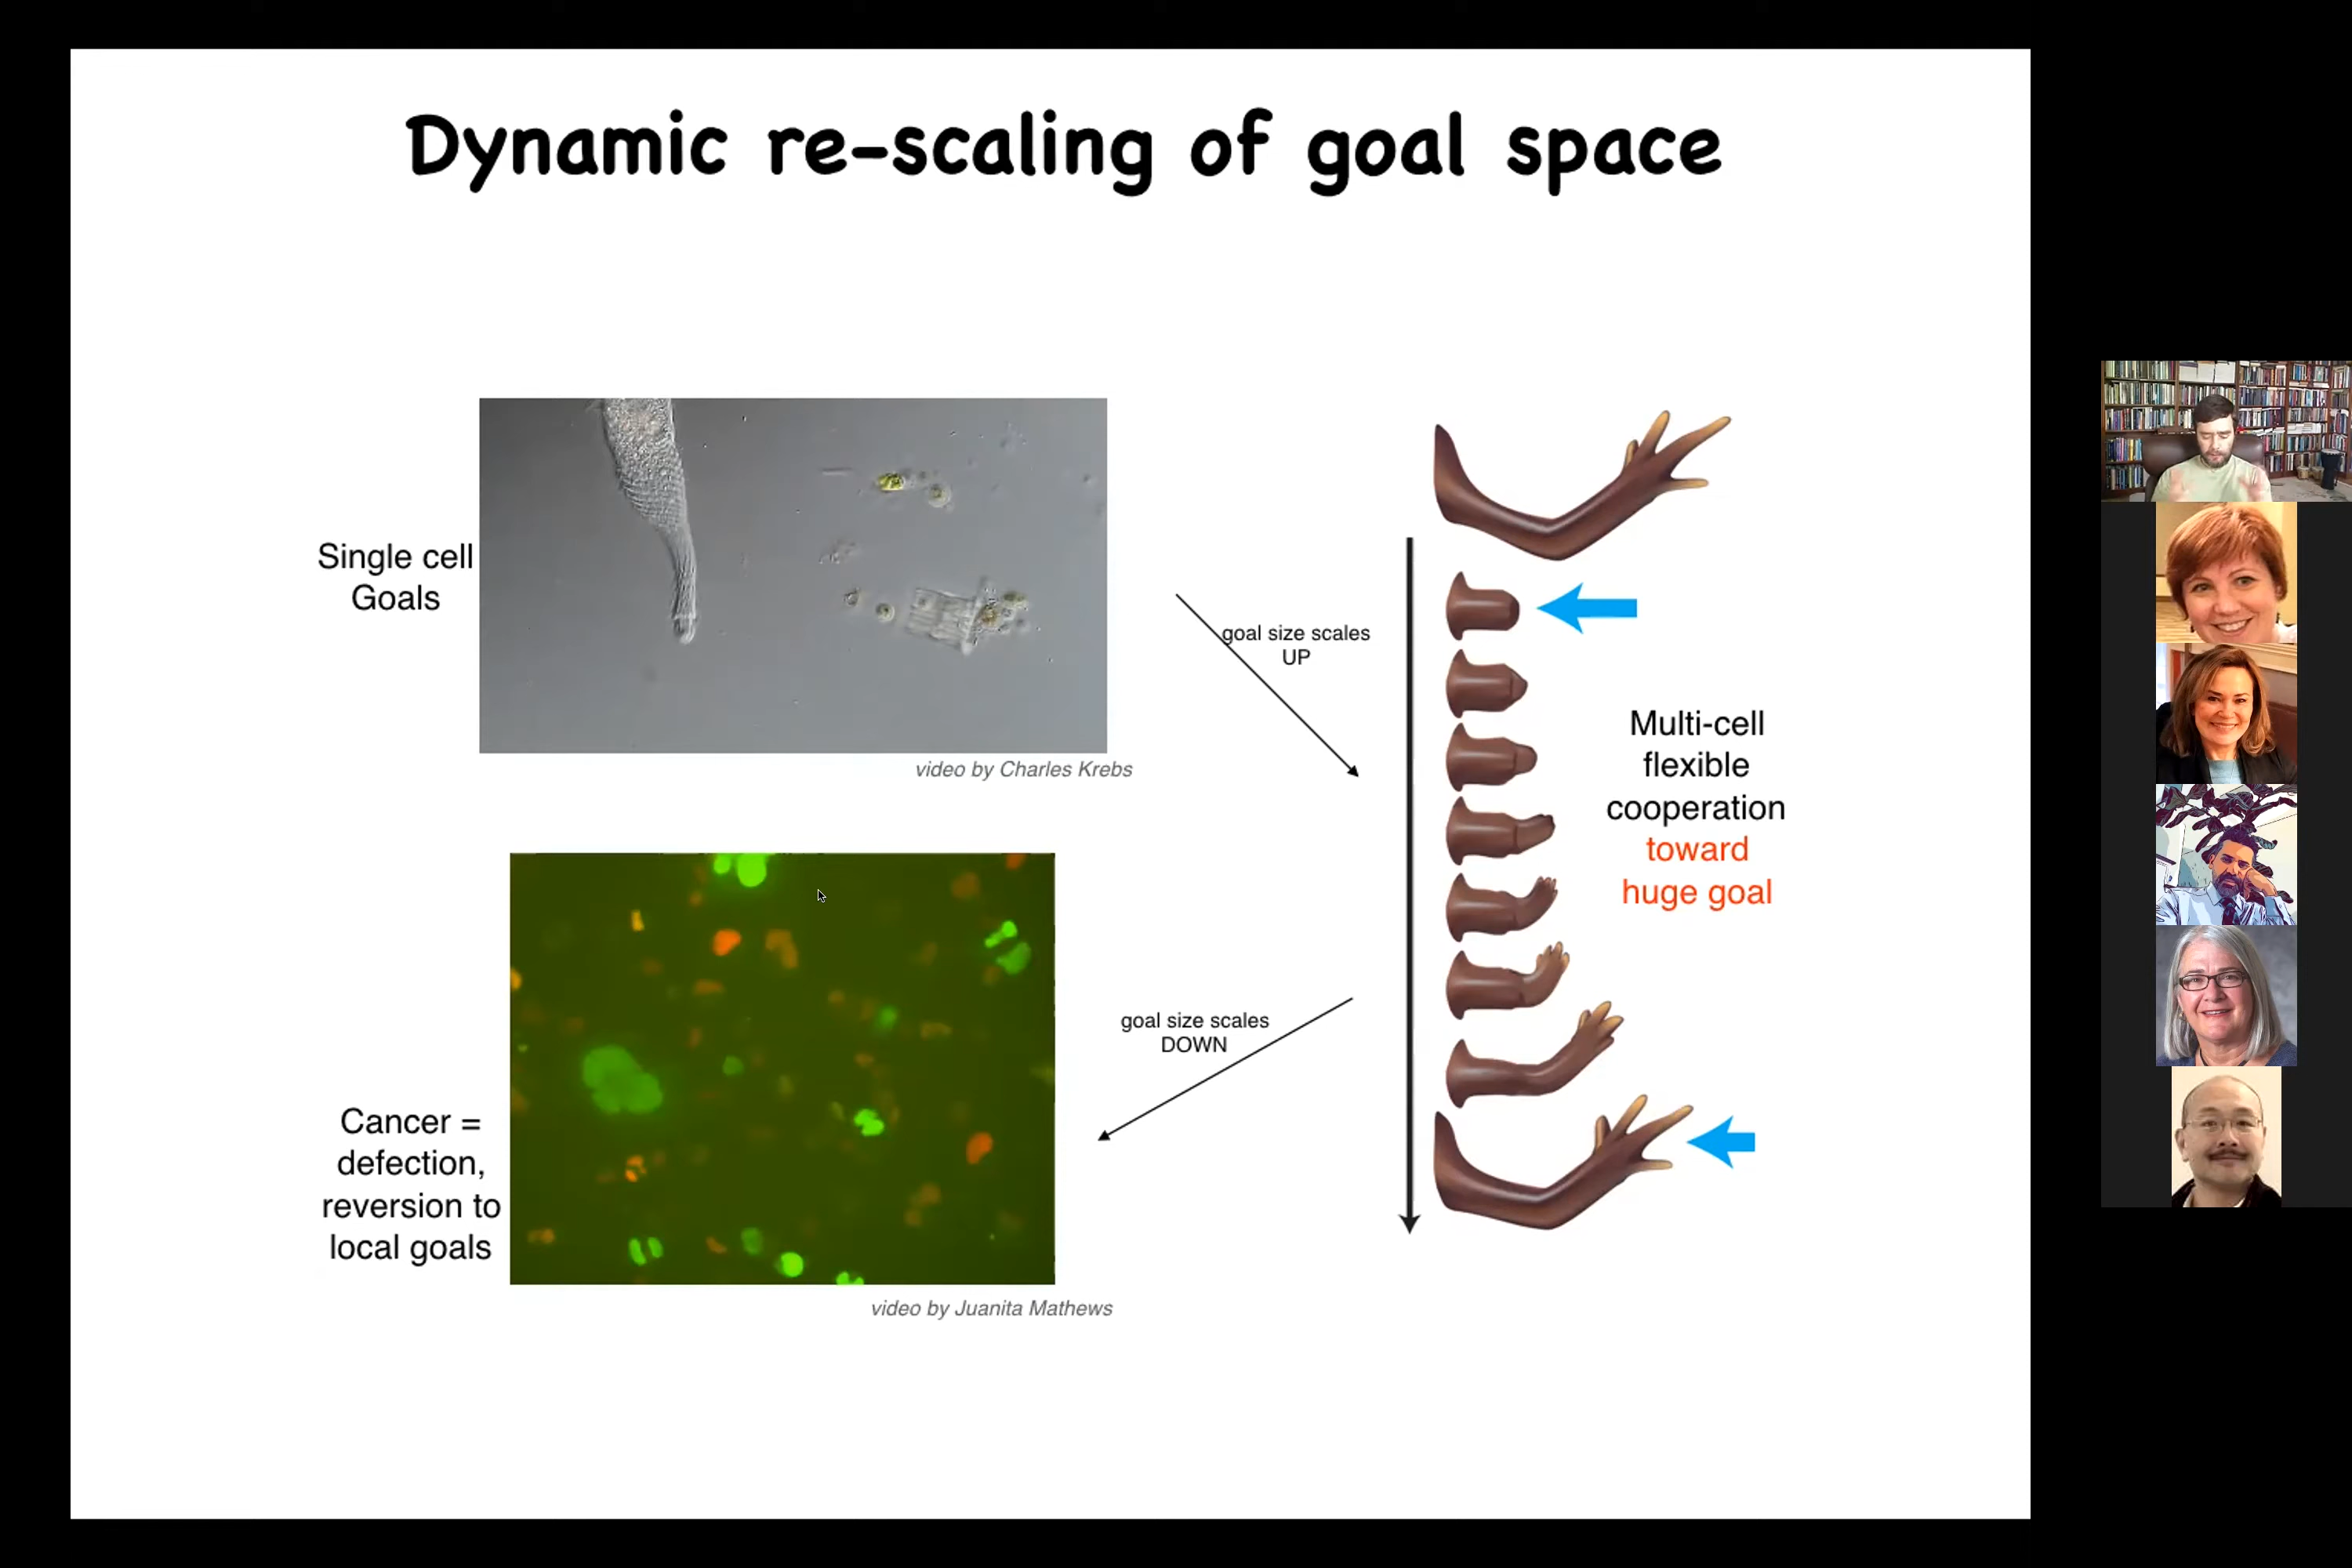 Dynamic re-scaling of goal space
Single cell
Goals
video by Charles Krebs
goal size scales
UP
Multi-cell
flexible
cooperation
toward
huge goal
goal size scales
DOWN
Cancer =
defection,
reversion to
local goals
video by Juanita Mathews